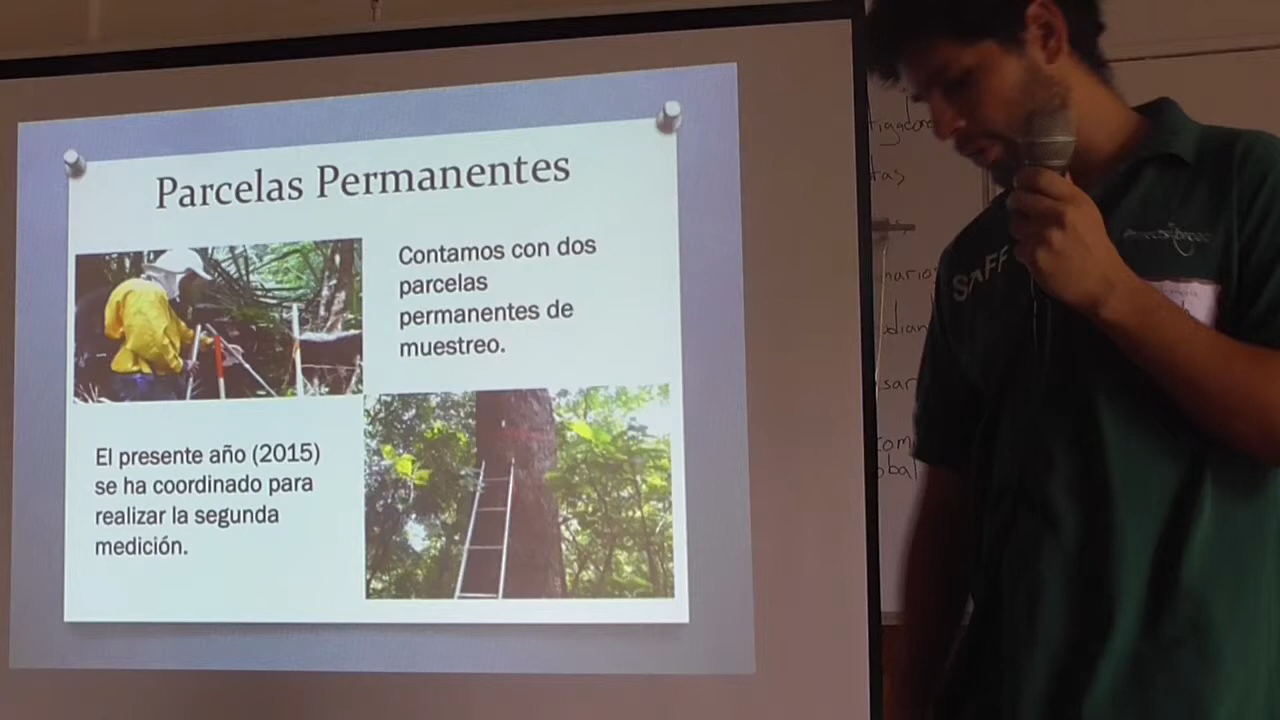 Parcelas Permanentes
Contamos con dos
parcelas
permanentes de
muestreo.
El presente año (2015)
se ha coordinado para
realizar la segunda
medición.
STAFF